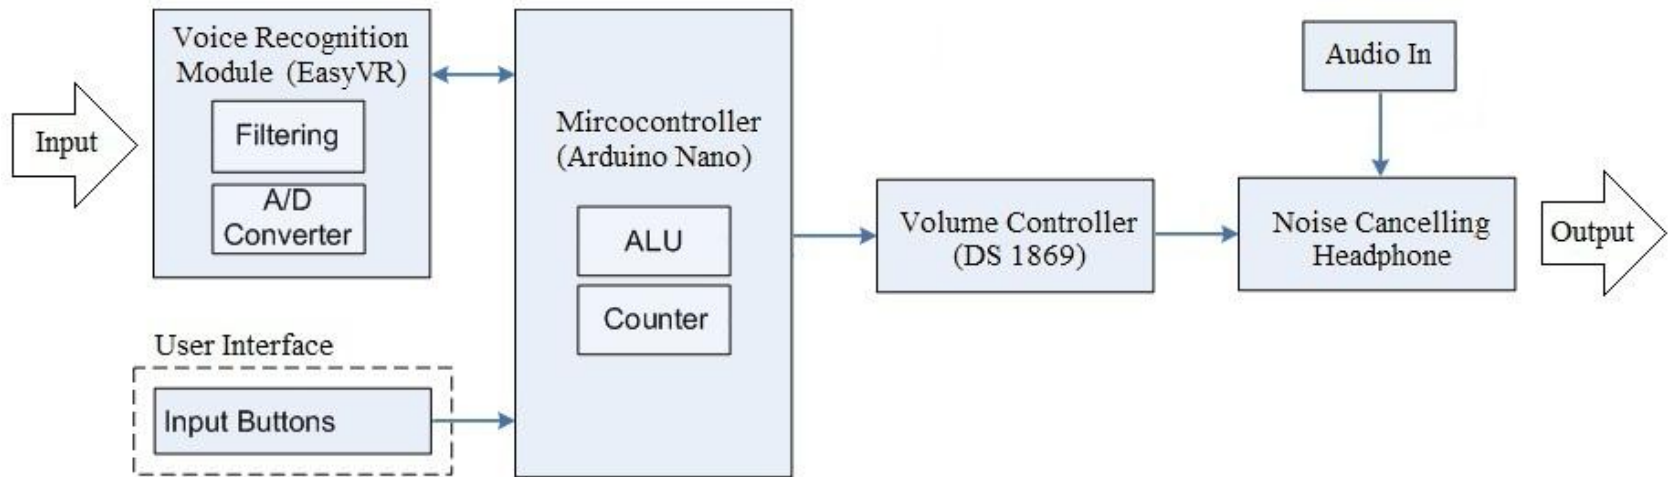 Input
Voice Recognition
Module (EasyVR)
Filtering
A/D
Converter
User Interface
Input Buttons
Mircocontroller
(Arduino Nano)
ALU
Counter
Volume Controller
(DS 1869)
Audio In
Noise Cancelling
Headphone
Output